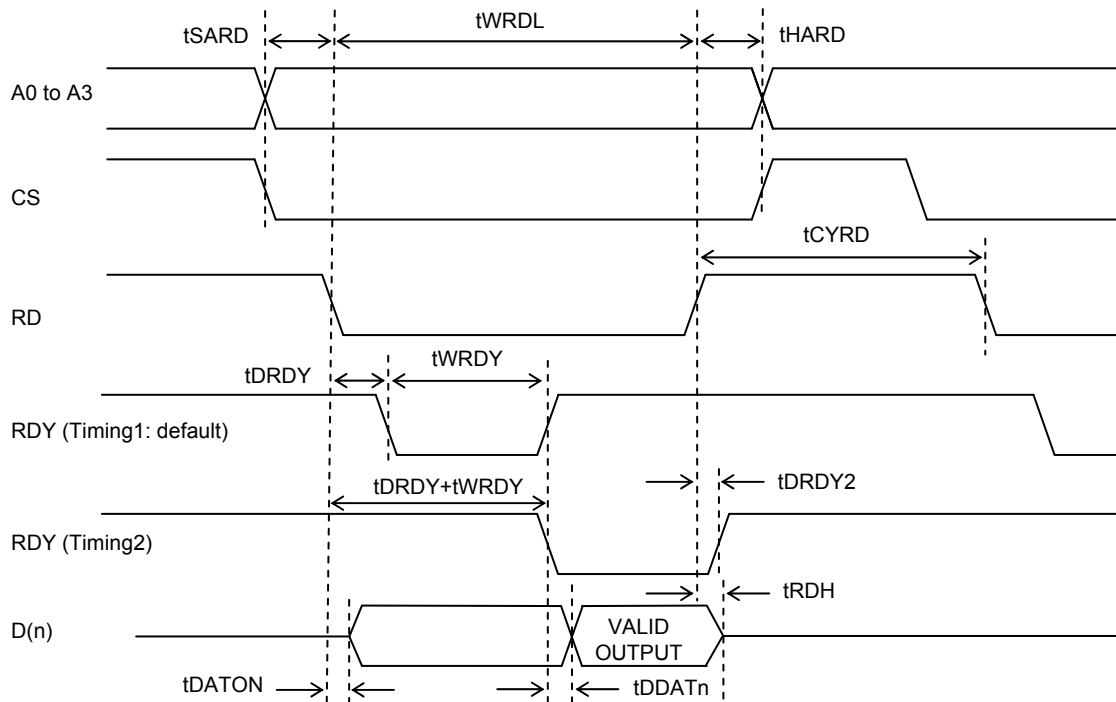 tSARD tWRDL tHARD
A0 to A3
CS
tCYRD
RD
tDRDY tWRDY
RDY (Timing1: default)
tDRDY+tWRDY tDRDY2
RDY (Timing2)
tRDH
D(n) VALID
OUTPUT
tDATON tDDATn